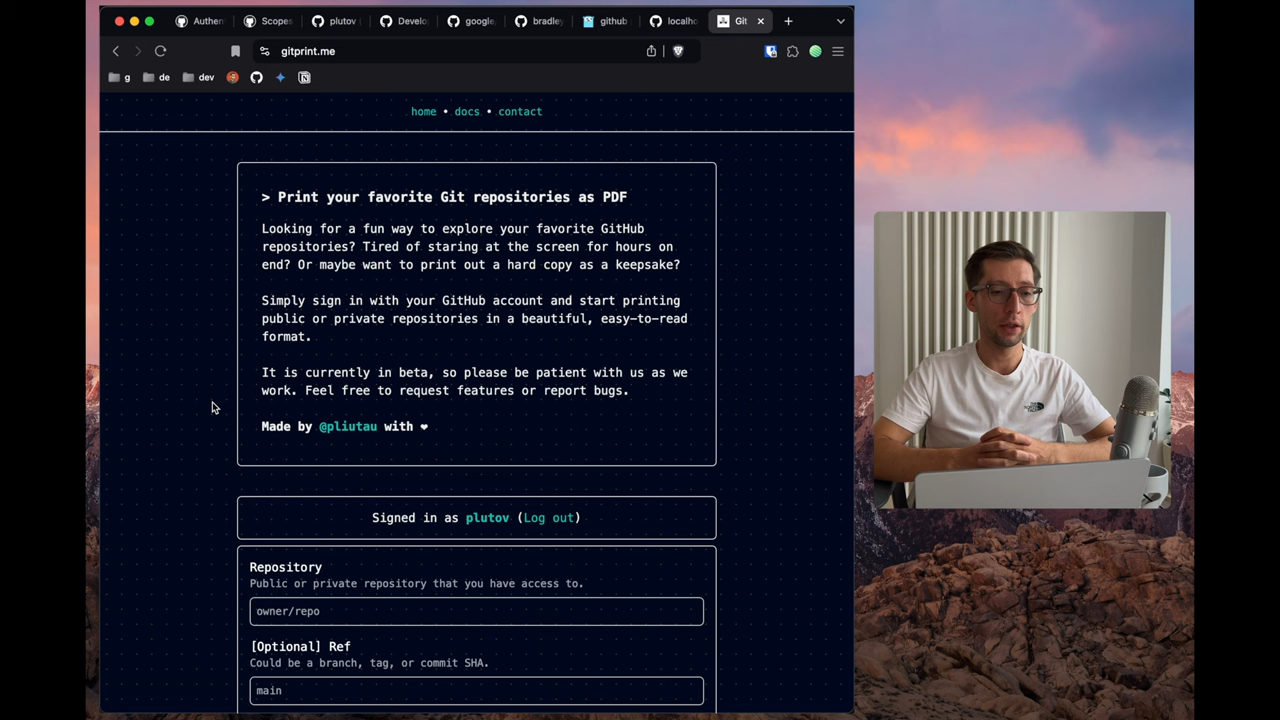 Authen
Scopes
plutov
Develo
google
bradley
github
localho
Git
gitprint.me
g
de
dev
home • docs • contact
> Print your favorite Git repositories as PDF
Looking for a fun way to explore your favorite GitHub
repositories? Tired of staring at the screen for hours on
end? Or maybe want to print out a hard copy as a keepsake?
Simply sign in with your GitHub account and start printing
public or private repositories in a beautiful, easy-to-read
format.
It is currently in beta, so please be patient with us as we
work. Feel free to request features or report bugs.
Made by @pliutau with ❤
Signed in as plutov (Log out)
Repository
Public or private repository that you have access to.
owner/repo
[Optional] Ref
Could be a branch, tag, or commit SHA.
main
THE
NORTH
FACE